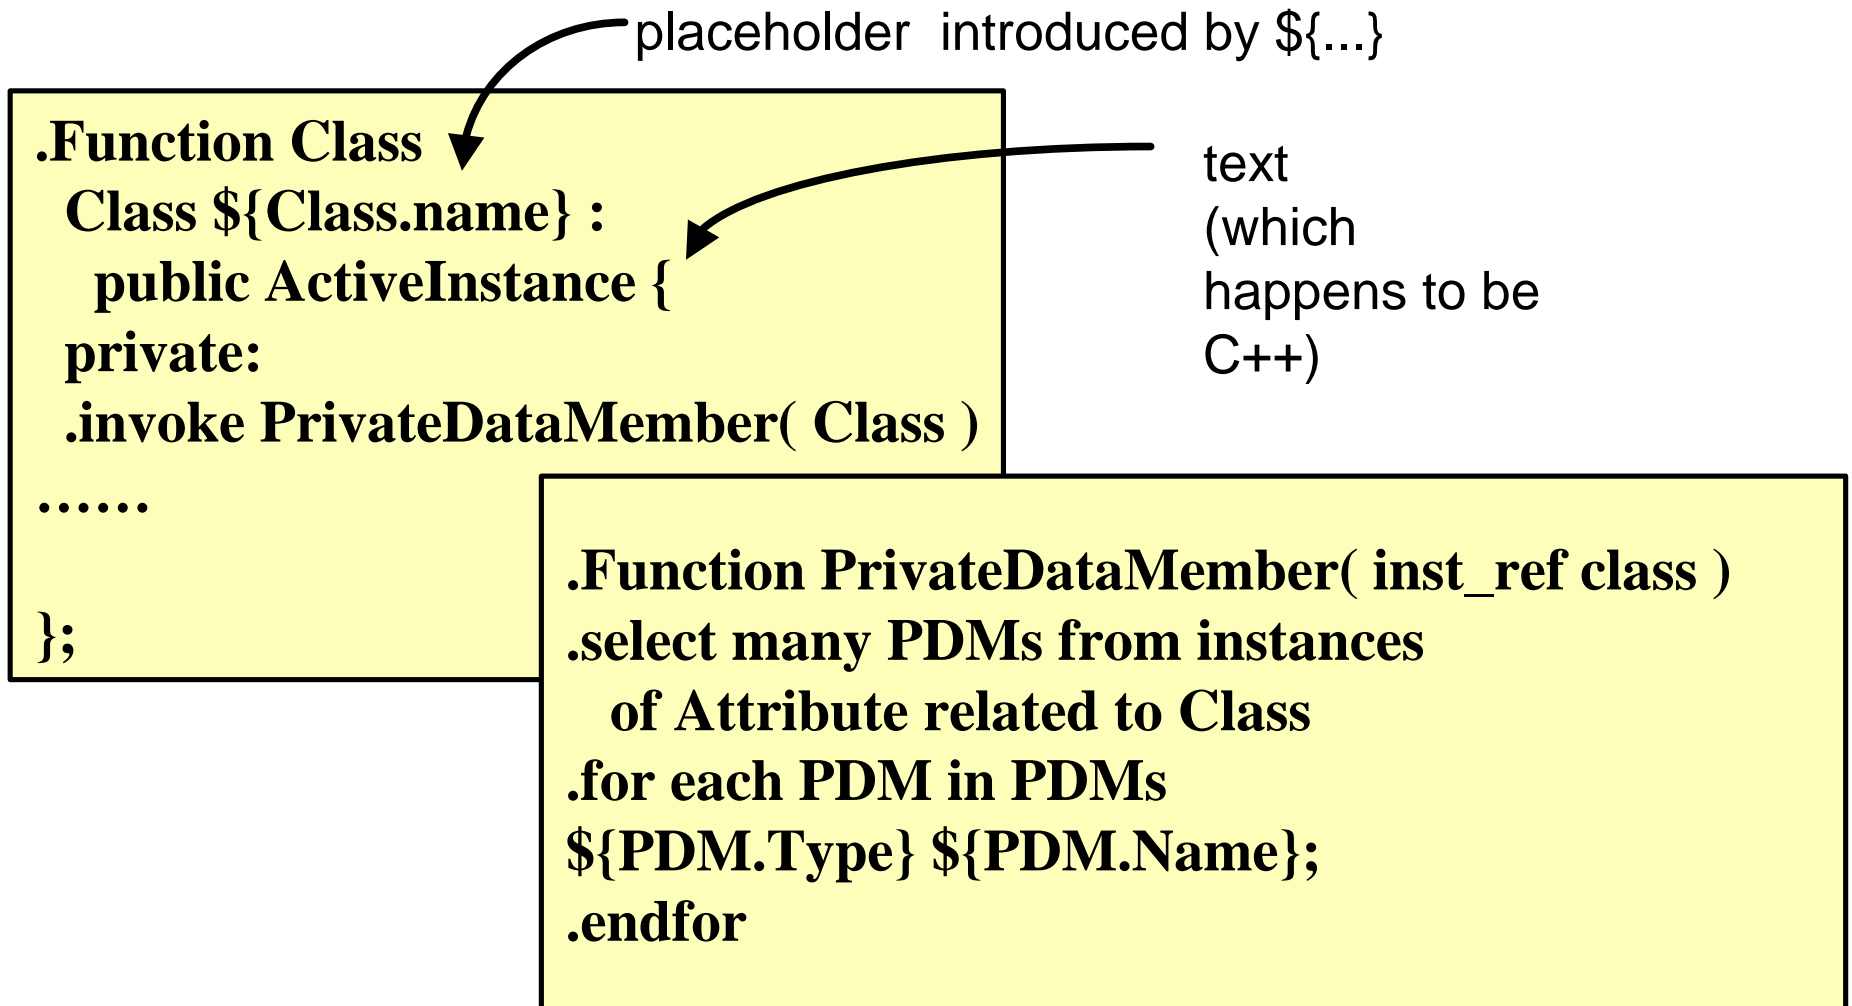 placeholder introduced by ${...}
.Function Class
Class ${Class.name} :
public ActiveInstance {
private:
.invoke PrivateDataMember( Class )
......
};
text
(which
happens to be
C++)
.Function PrivateDataMember( inst_ref class )
.select many PDMs from instances
of Attribute related to Class
.for each PDM in PDMs
${PDM.Type} ${PDM.Name};
.endfor